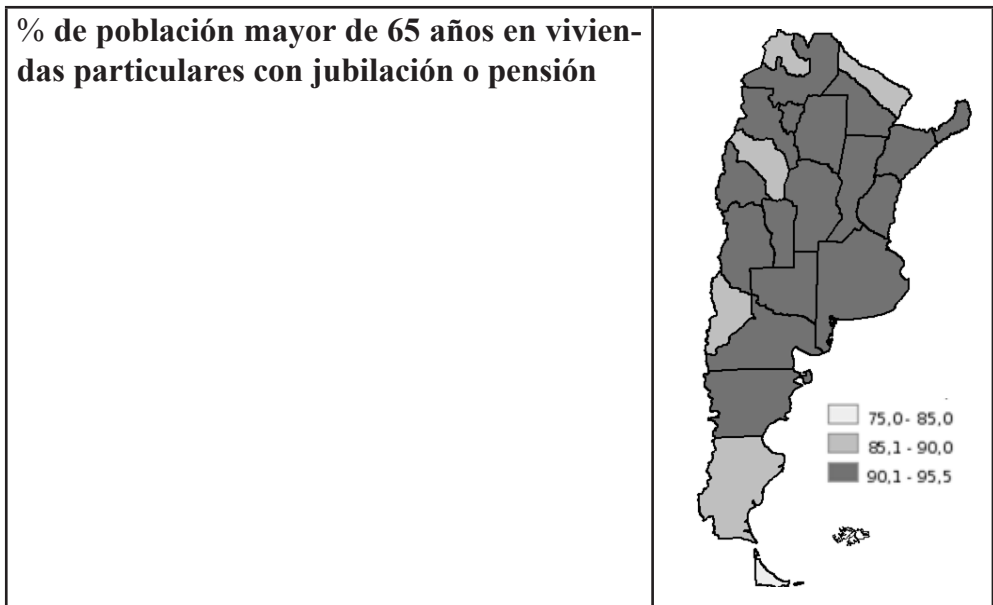 % de población mayor de 65 años en vivien-
das particulares con jubilación o pensión
75,0- 85,0
85,1 - 90,0
90,1 - 95,5